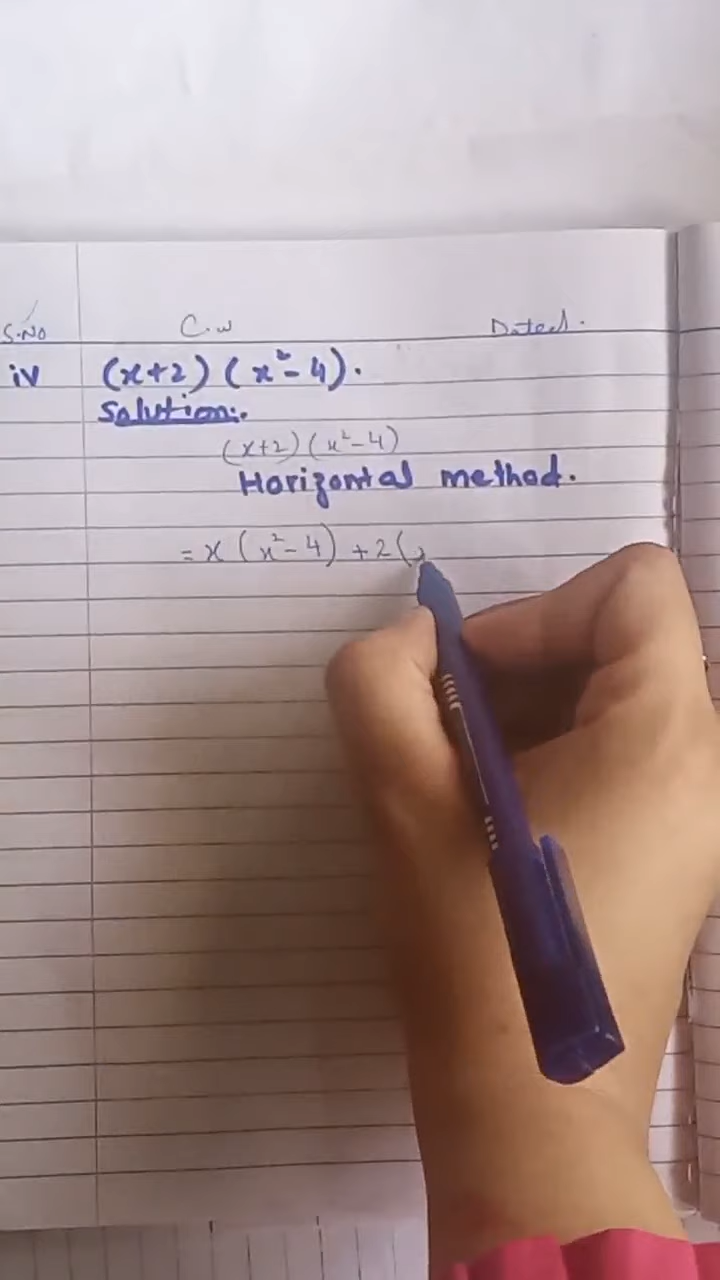 S.No C.w Dated.
iv (x+2) (x²-4).
Solution:.
(x+2) (x²-4)
Horizontal method.
= x (x²-4) +2(